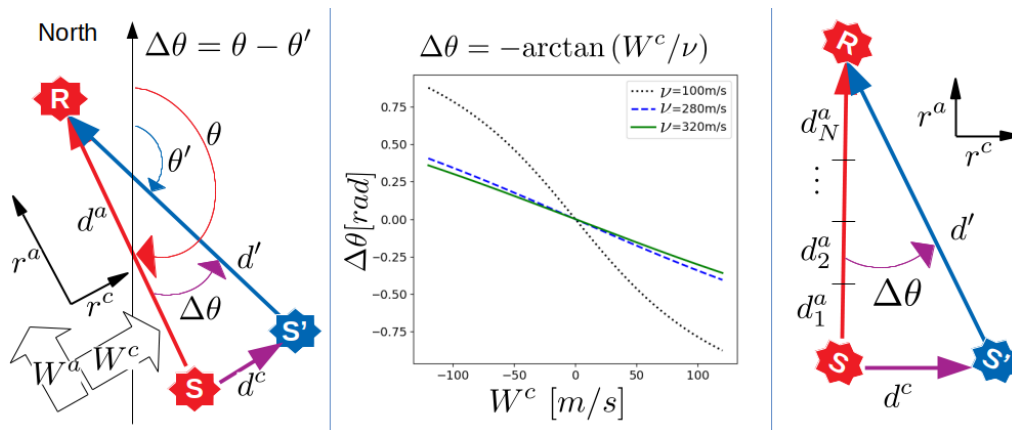 North
Δθ = θ − θ′
R
θ
θ′
d^a
d′
r^a
r^c
Δθ
S'
W^a
W^c
S
d^c
Δθ = −arctan (W^c/ν)
ν=100m/s
ν=280m/s
ν=320m/s
0.75
0.50
0.25
0.00
−0.25
−0.50
−0.75
Δθ[rad]
−100
−50
0
50
100
W^c [m/s]
R
d^a_N
r^a
r^c
⋮
d^a_2
d′
d^a_1
Δθ
S
S'
d^c